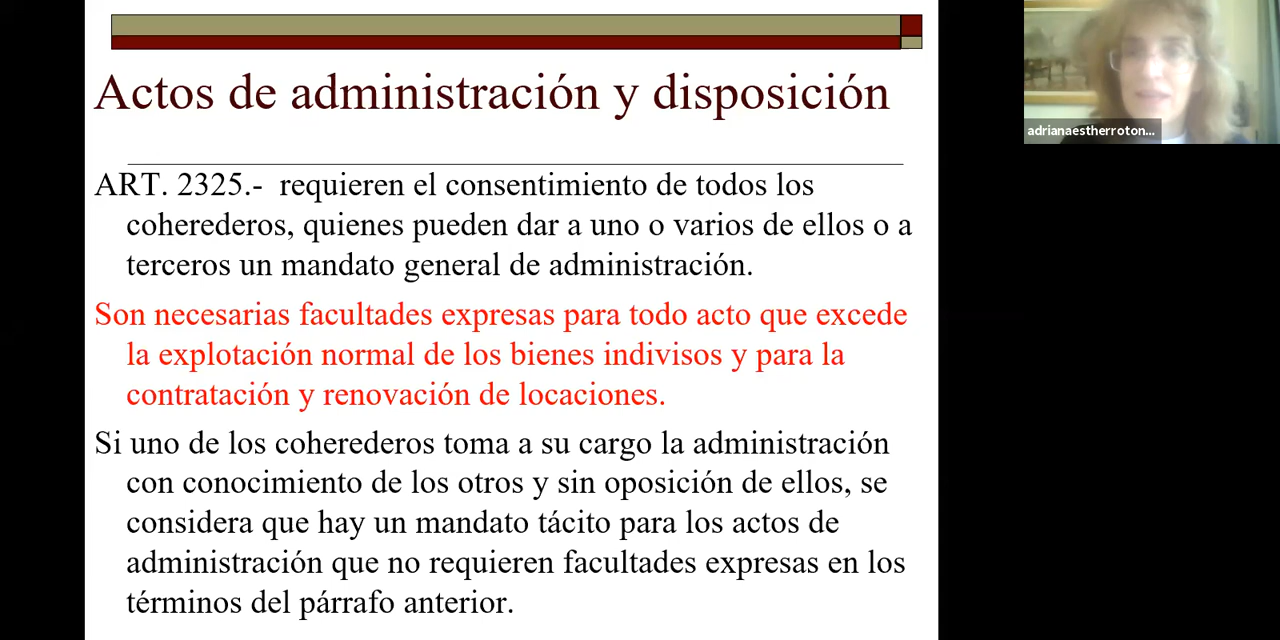 Actos de administración y disposición
ART. 2325.-  requieren el consentimiento de todos los
coherederos, quienes pueden dar a uno o varios de ellos o a
terceros un mandato general de administración.
Son necesarias facultades expresas para todo acto que excede
la explotación normal de los bienes indivisos y para la
contratación y renovación de locaciones.
Si uno de los coherederos toma a su cargo la administración
con conocimiento de los otros y sin oposición de ellos, se
considera que hay un mandato tácito para los actos de
administración que no requieren facultades expresas en los
términos del párrafo anterior.
adrianaestherroton...